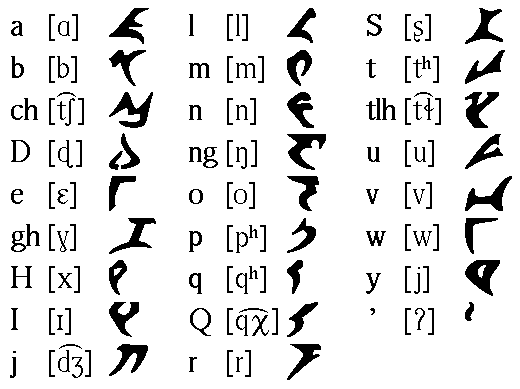 a [ɑ] l [l] S [ʂ]
b [b] m [m] t [tʰ]
ch [t͡ʃ] n [n] tlh [t͡ɬ]
D [ɖ] ng [ŋ] u [u]
e [ɛ] o [o] v [v]
gh [ɣ] p [pʰ] w [w]
H [x] q [qʰ] y [j]
I [ɪ] Q [q͡χ] ’ [ʔ]
j [d͡ʒ] r [r]